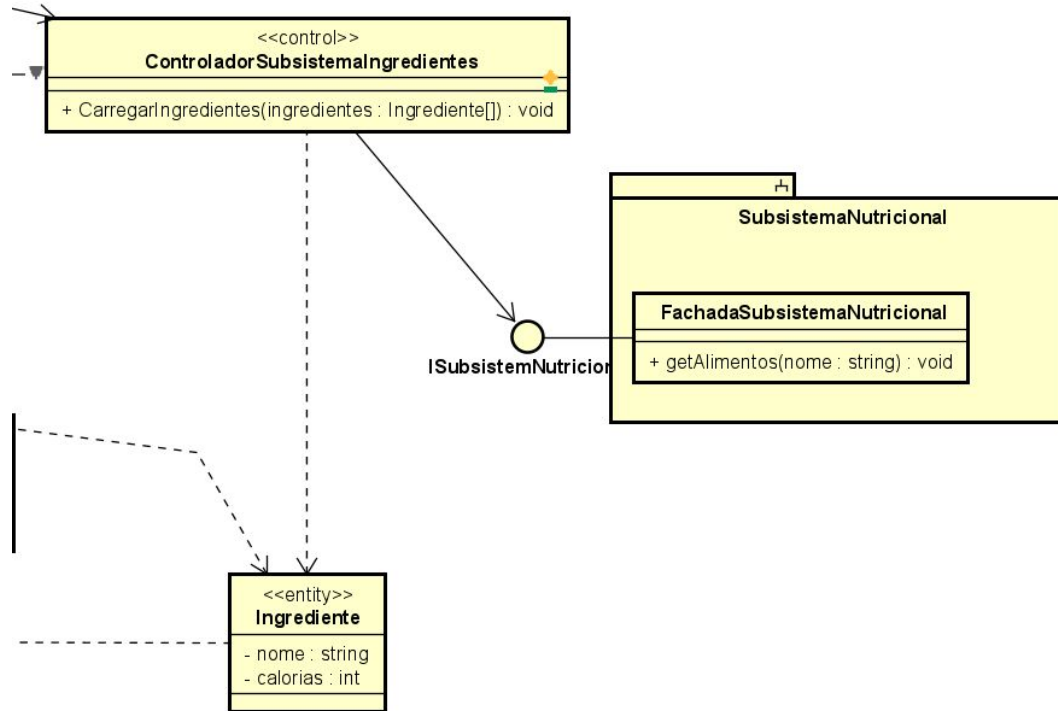 <<control>>
ControladorSubsistemaIngredientes
+ CarregarIngredientes(ingredientes : Ingrediente[]) : void
SubsistemaNutricional
FachadaSubsistemaNutricional
+ getAlimentos(nome : string) : void
ISubsistemNutricion
<<entity>>
Ingrediente
- nome : string
- calorias : int